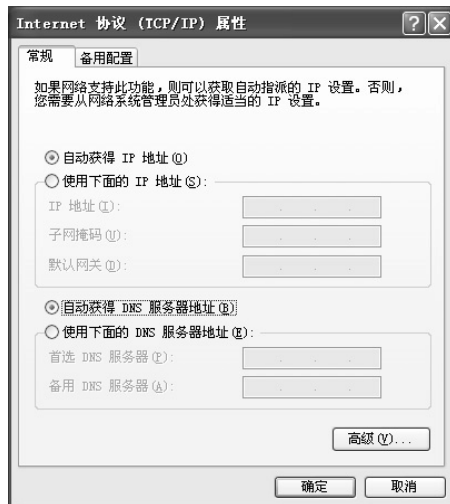 Internet 协议 (TCP/IP) 属性
常规 备用配置
如果网络支持此功能，则可以获取自动指派的 IP 设置。否则，
您需要从网络系统管理员处获得适当的 IP 设置。
自动获得 IP 地址(O)
使用下面的 IP 地址(S):
IP 地址(I):
子网掩码(U):
默认网关(D):
自动获得 DNS 服务器地址(B)
使用下面的 DNS 服务器地址(E):
首选 DNS 服务器(P):
备用 DNS 服务器(A):
高级(V)...
确定 取消